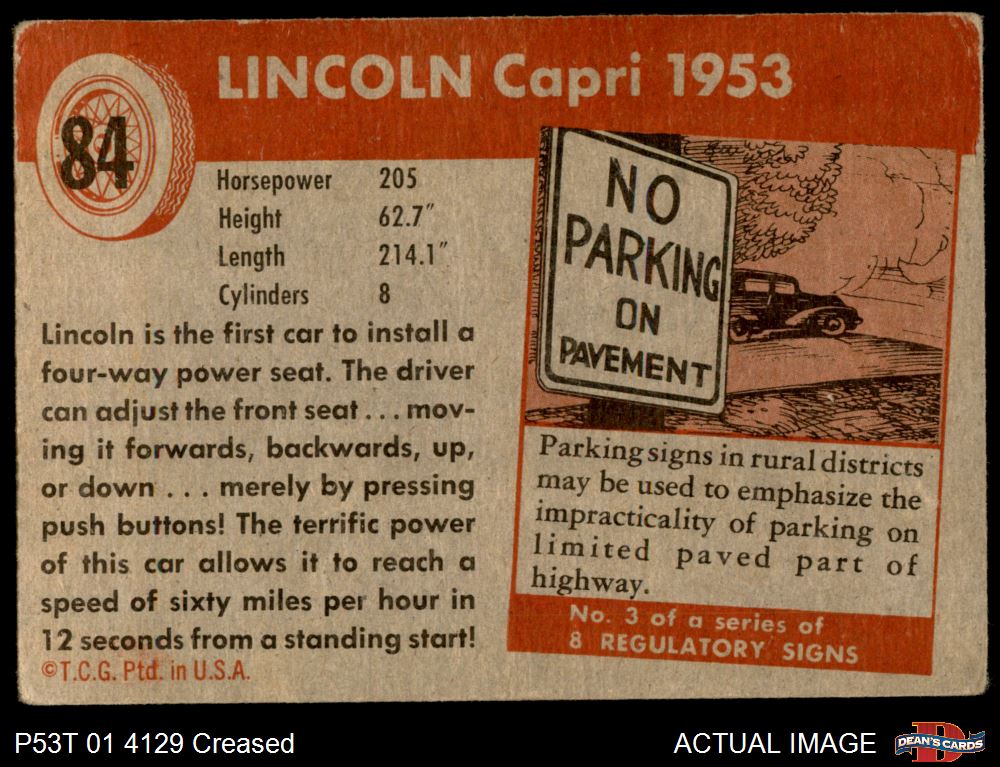 84
LINCOLN Capri 1953
Horsepower 205
Height 62.7"
Length 214.1"
Cylinders 8
Lincoln is the first car to install a
four-way power seat. The driver
can adjust the front seat . . . mov-
ing it forwards, backwards, up,
or down . . . merely by pressing
push buttons! The terrific power
of this car allows it to reach a
speed of sixty miles per hour in
12 seconds from a standing start!
©T.C.G. Ptd. in U.S.A.
NO
PARKING
ON
PAVEMENT
Parking signs in rural districts
may be used to emphasize the
impracticality of parking on
limited paved part of
highway.
No. 3 of a series of
8 REGULATORY SIGNS
P53T 01 4129 Creased
ACTUAL IMAGE
D
DEAN'S CARDS